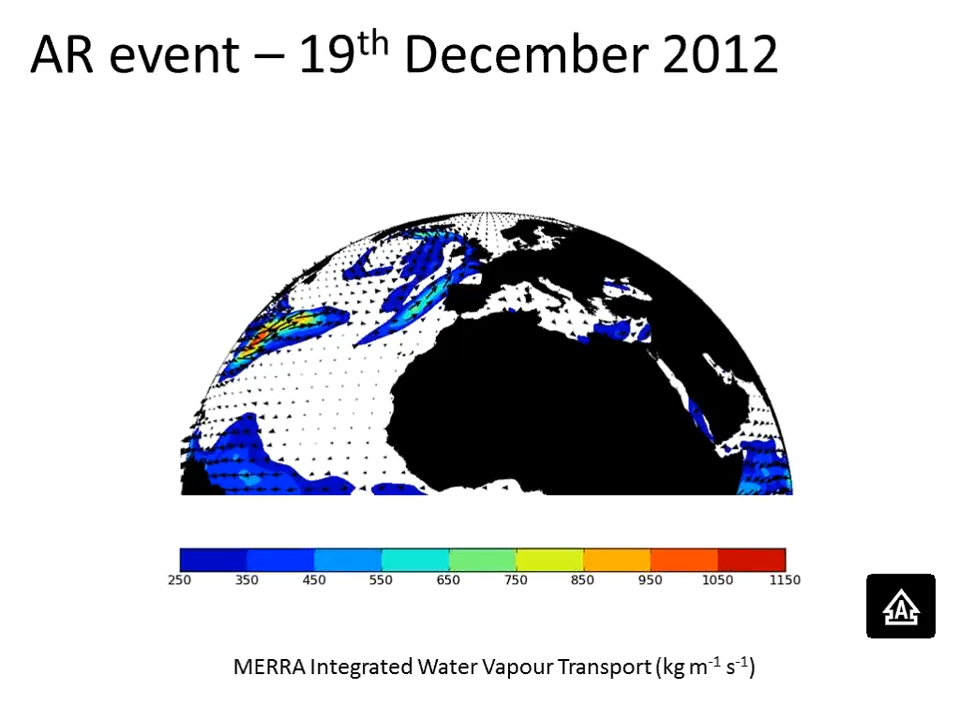 AR event – 19th December 2012
250 350 450 550 650 750 850 950 1050 1150
A
MERRA Integrated Water Vapour Transport (kg m-1 s-1)